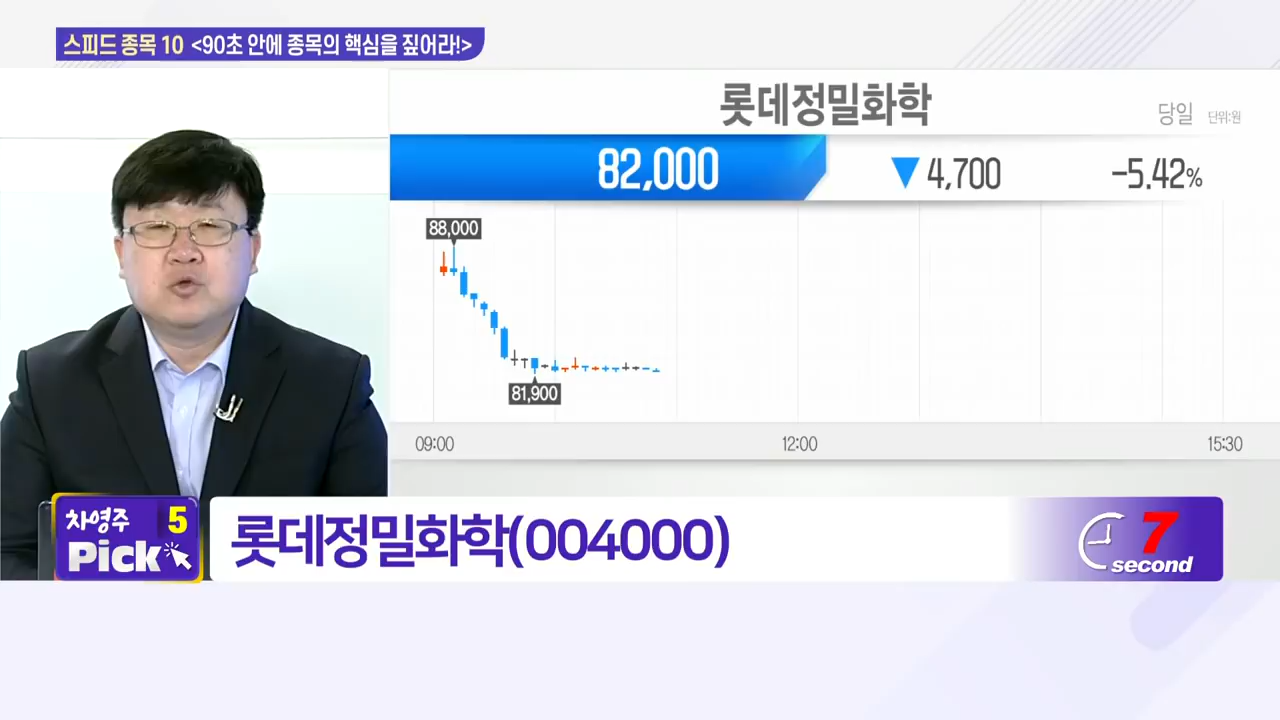 스피드 종목 10 <90초 안에 종목의 핵심을 짚어라!>
롯데정밀화학
당일 단위:원
82,000 ▼4,700 -5.42%
88,000
81,900
09:00 12:00 15:30
차영주 5
Pick
롯데정밀화학(004000)
7
second